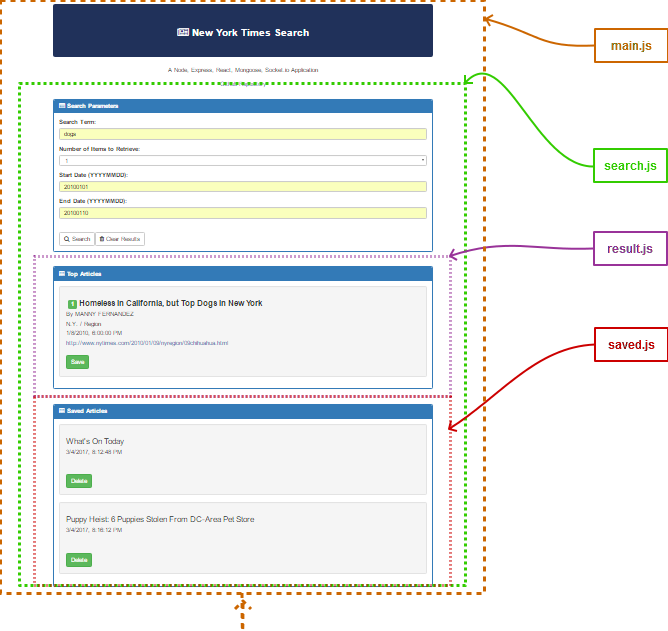 New York Times Search
A Node, Express, React, Mongoose, Socket.io Application
Search Parameters
Search Term:
dogs
Number of Items to Retrieve:
1
Start Date (YYYYMMDD):
20100101
End Date (YYYYMMDD):
20100110
Search Clear Results
Top Articles
1 Homeless in California, but Top Dogs in New York
By MANNY FERNANDEZ
N.Y. / Region
1/8/2010, 6:00:00 PM
http://www.nytimes.com/2010/01/09/nyregion/09chihuahua.html
Save
Saved Articles
What's On Today
3/4/2017, 8:12:48 PM
Delete
Puppy Heist: 6 Puppies Stolen From DC-Area Pet Store
3/4/2017, 8:16:12 PM
Delete
main.js
search.js
result.js
saved.js